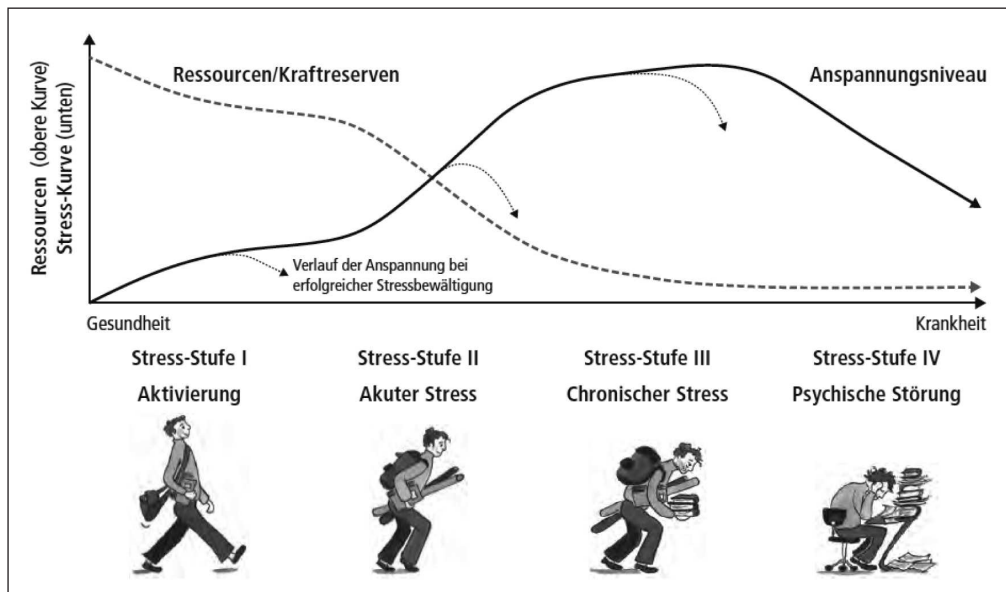 Ressourcen (obere Kurve)
Stress-Kurve (unten)
Ressourcen/Kraftreserven
Anspannungsniveau
Verlauf der Anspannung bei
erfolgreicher Stressbewältigung
Gesundheit
Krankheit
Stress-Stufe I
Aktivierung
Stress-Stufe II
Akuter Stress
Stress-Stufe III
Chronischer Stress
Stress-Stufe IV
Psychische Störung